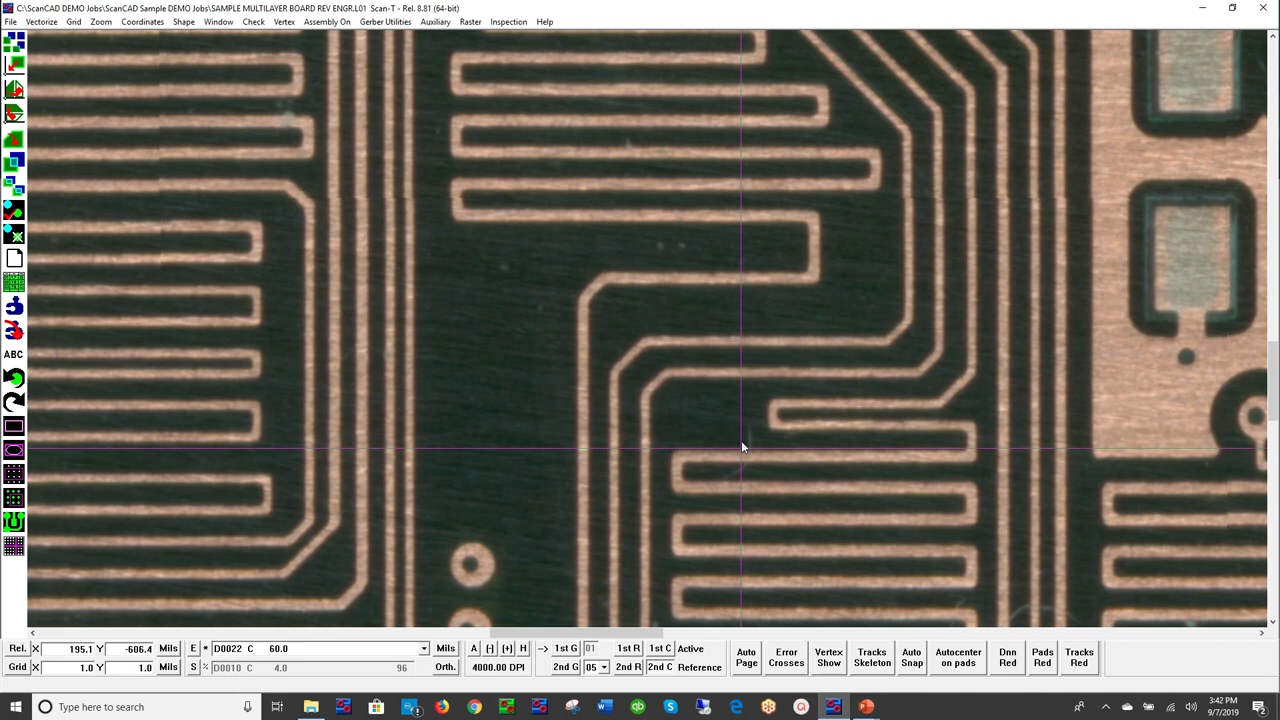 C:\ScanCAD DEMO Jobs\ScanCAD Sample DEMO Jobs\SAMPLE MULTILAYER BOARD REV ENGR.L01  Scan-T - Rel. 8.81 (64-bit)
File Vectorize Grid Zoom Coordinates Shape Window Check Vertex Assembly On Gerber Utilities Auxiliary Raster Inspection Help
ABC
Rel. X 195.1 Y -606.4 Mils E * D0022 C 60.0 Mils A [-] [+] H --> 1st G 01 1st R 1st C Active
Grid X 1.0 Y 1.0 Mils S % D0010 C 4.0 96 Orth. 4000.00 DPI 2nd G 05 2nd R 2nd C Reference
Auto Page
Error Crosses
Vertex Show
Tracks Skeleton
Auto Snap
Autocenter on pads
Dnn Red
Pads Red
Tracks Red
Type here to search
3:42 PM
9/7/2019